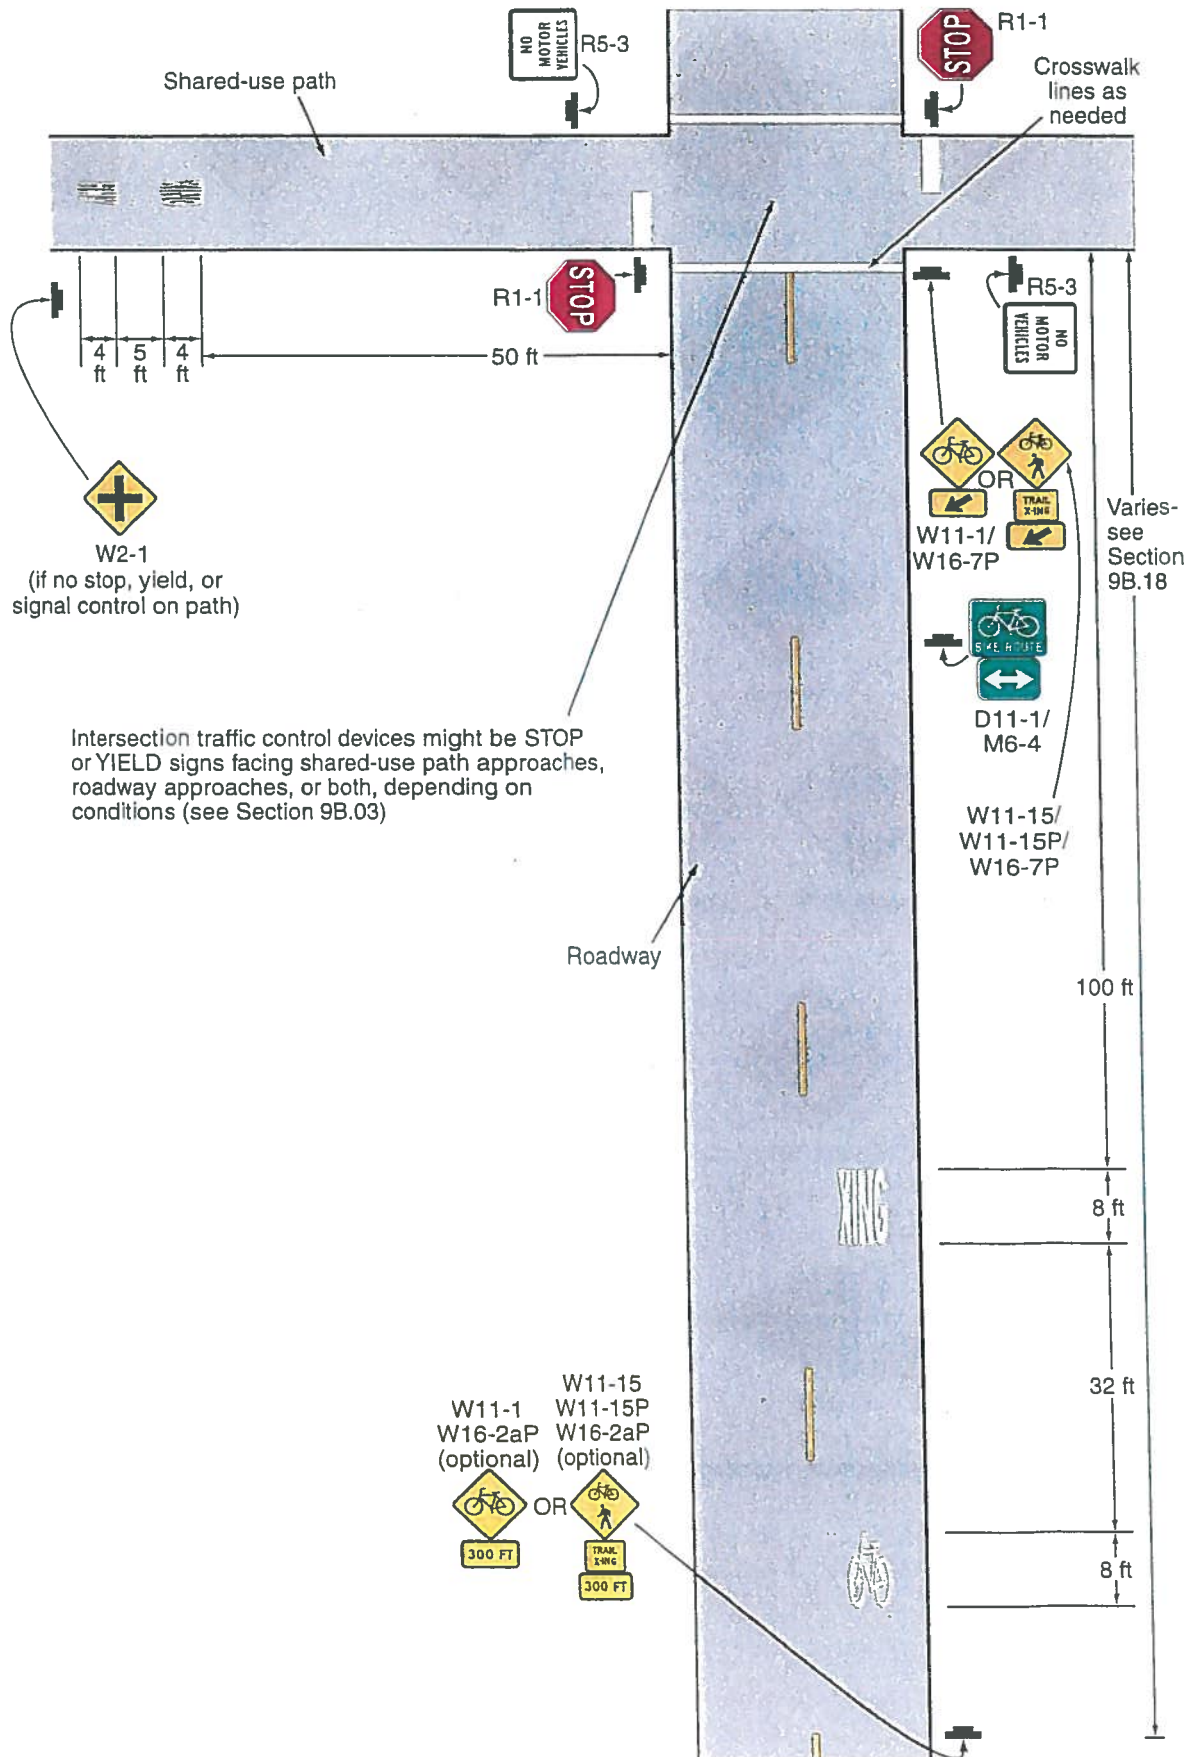 NO
MOTOR
VEHICLES
R5-3
STOP
R1-1
Shared-use path
Crosswalk
lines as
needed
R1-1
STOP
R5-3
NO
MOTOR
VEHICLES
4
ft
5
ft
4
ft
50 ft
W2-1
(if no stop, yield, or
signal control on path)
OR
TRAIL
X-ING
W11-1/
W16-7P
Varies-
see
Section
9B.18
BIKE ROUTE
D11-1/
M6-4
Intersection traffic control devices might be STOP
or YIELD signs facing shared-use path approaches,
roadway approaches, or both, depending on
conditions (see Section 9B.03)
W11-15/
W11-15P/
W16-7P
Roadway
100 ft
XING
8 ft
32 ft
W11-1
W16-2aP
(optional)
W11-15
W11-15P
W16-2aP
(optional)
OR
300 FT
TRAIL
X-ING
300 FT
8 ft